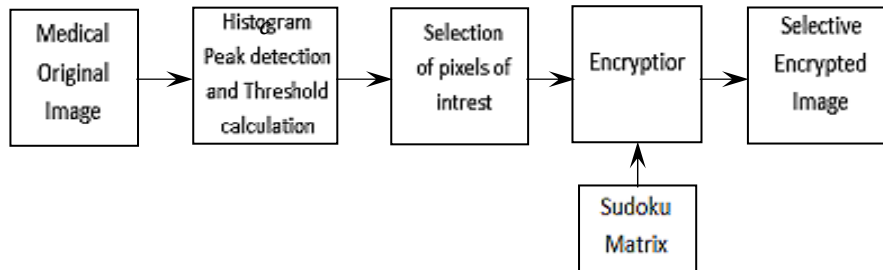 Medical
Original
Image
Histogram
Peak detection
and Threshold
calculation
Selection
of pixels of
intrest
Encryptior
Selective
Encrypted
Image
Sudoku
Matrix